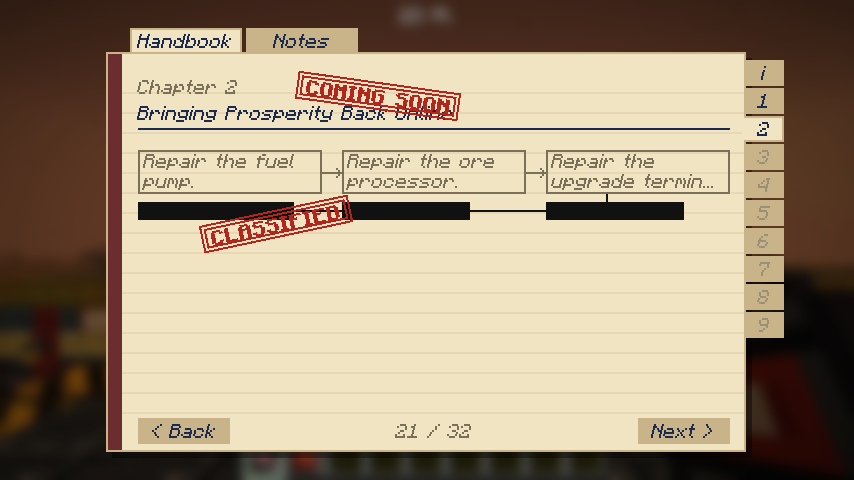 Handbook Notes
Chapter 2
COMING SOON
Bringing Prosperity Back Online
Repair the fuel pump.
Repair the ore processor.
Repair the upgrade termin...
CLASSIFIED
i
1
2
3
4
5
6
7
8
9
< Back
21 / 32
Next >